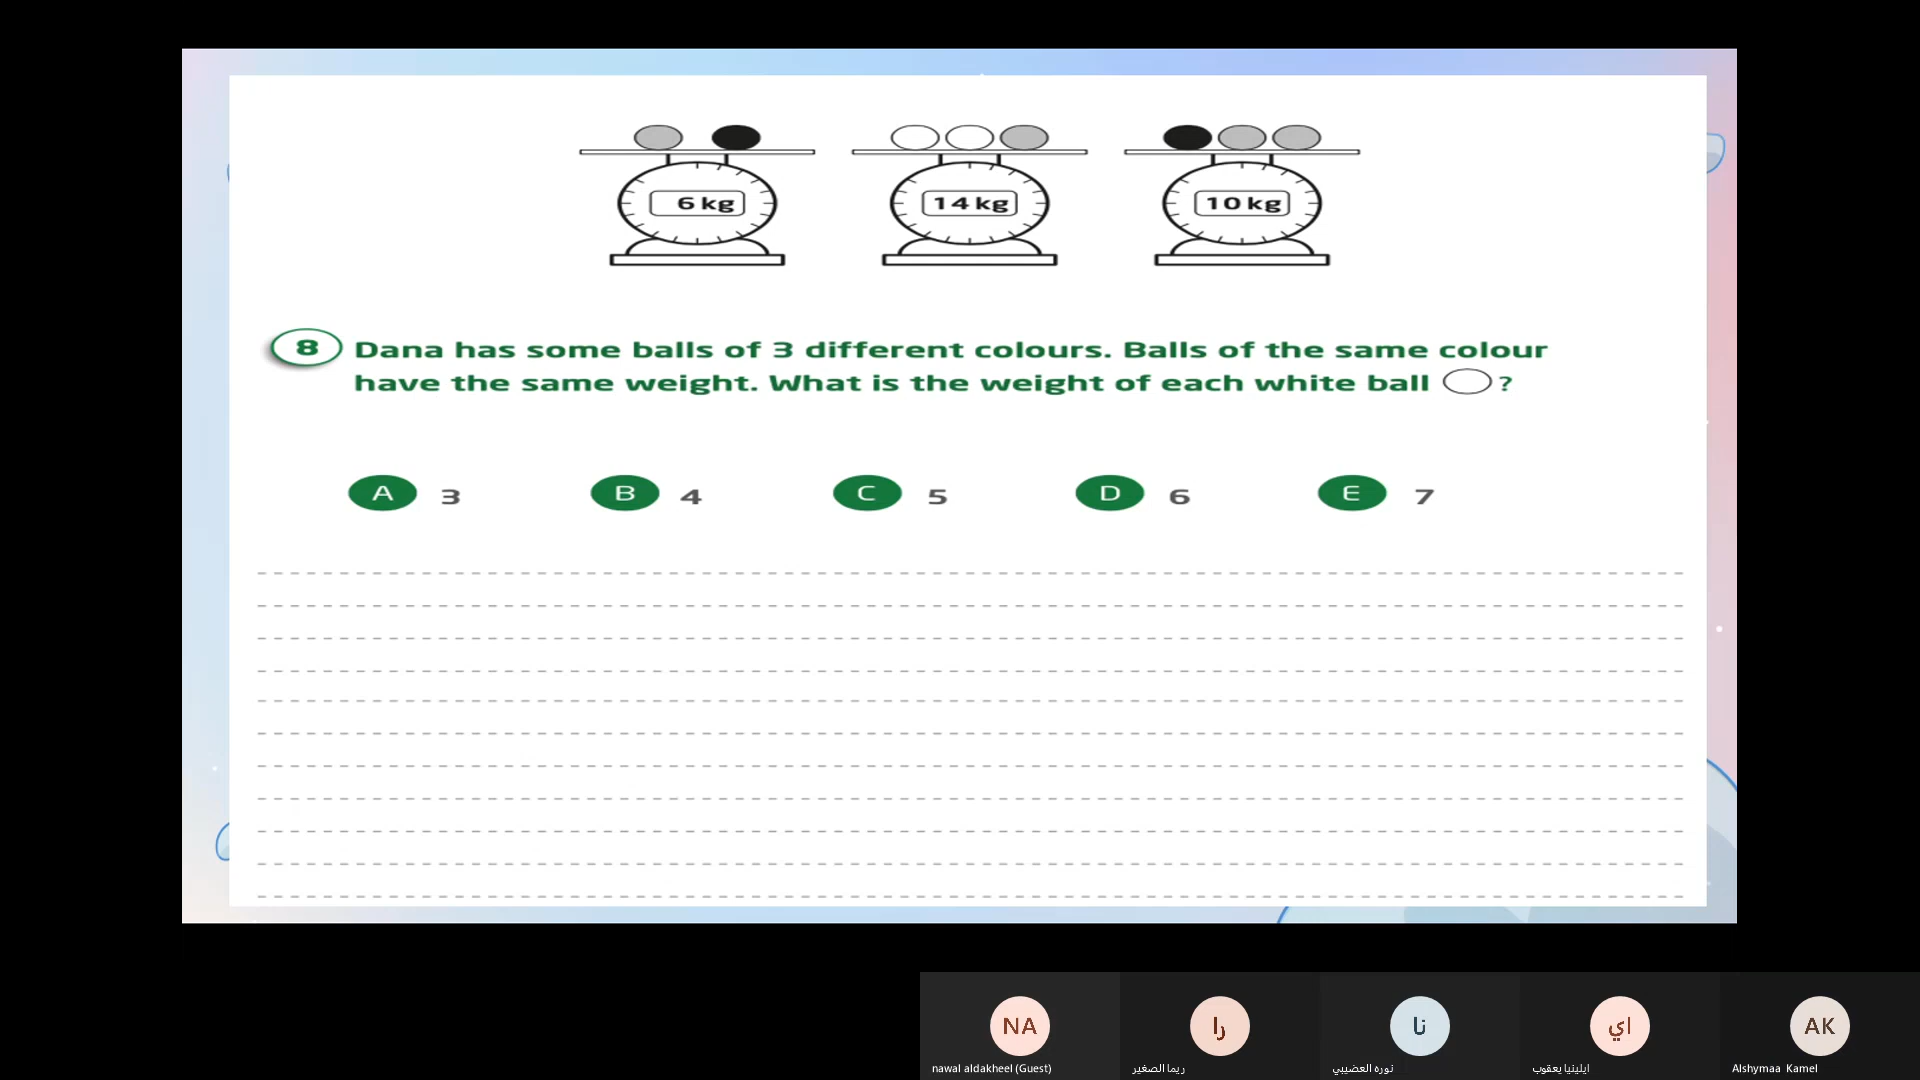 6 kg 14 kg 10 kg
8 Dana has some balls of 3 different colours. Balls of the same colour
have the same weight. What is the weight of each white ball ?
A 3 B 4 C 5 D 6 E 7
NA را نا اي AK
nawal aldakheel (Guest) ريما الصغير نوره العضيبي ايلينيا يعقوب Alshymaa Kamel